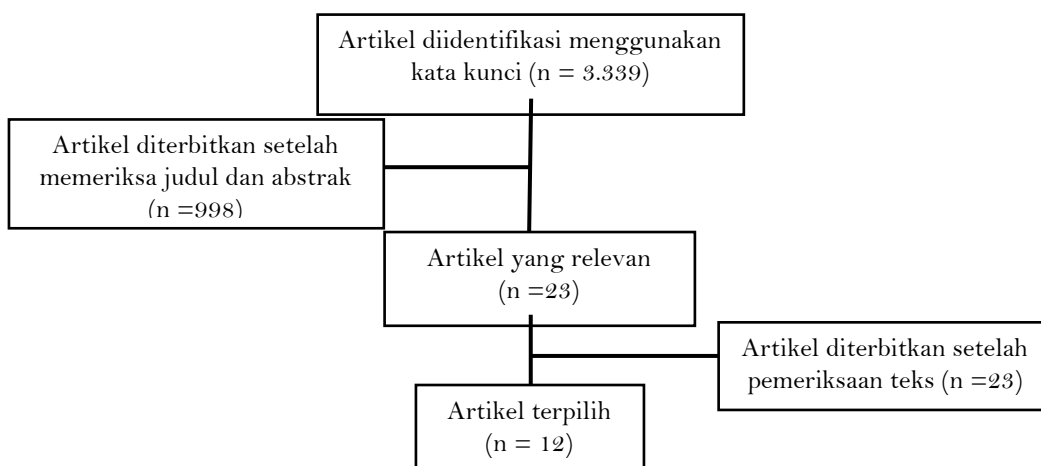 Artikel diidentifikasi menggunakan
kata kunci (n = 3.339)
Artikel diterbitkan setelah
memeriksa judul dan abstrak
(n =998)
Artikel yang relevan
(n =23)
Artikel diterbitkan setelah
pemeriksaan teks (n =23)
Artikel terpilih
(n = 12)